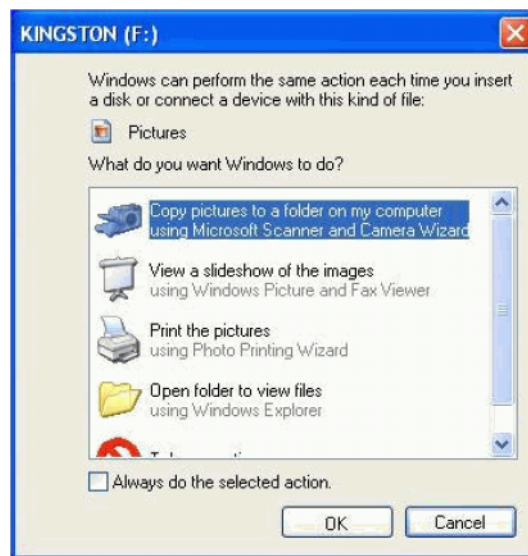 KINGSTON (F:)
Windows can perform the same action each time you insert
a disk or connect a device with this kind of file:
Pictures
What do you want Windows to do?
Copy pictures to a folder on my computer
using Microsoft Scanner and Camera Wizard
View a slideshow of the images
using Windows Picture and Fax Viewer
Print the pictures
using Photo Printing Wizard
Open folder to view files
using Windows Explorer
Always do the selected action.
OK
Cancel